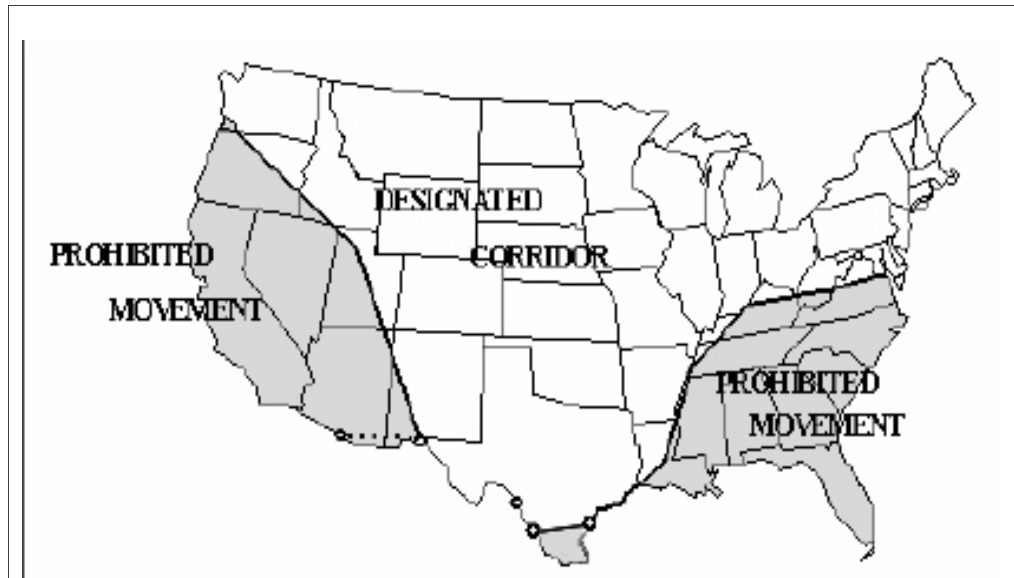 DESIGNATED
CORRIDOR
PROHIBITED
MOVEMENT
PROHIBITED
MOVEMENT